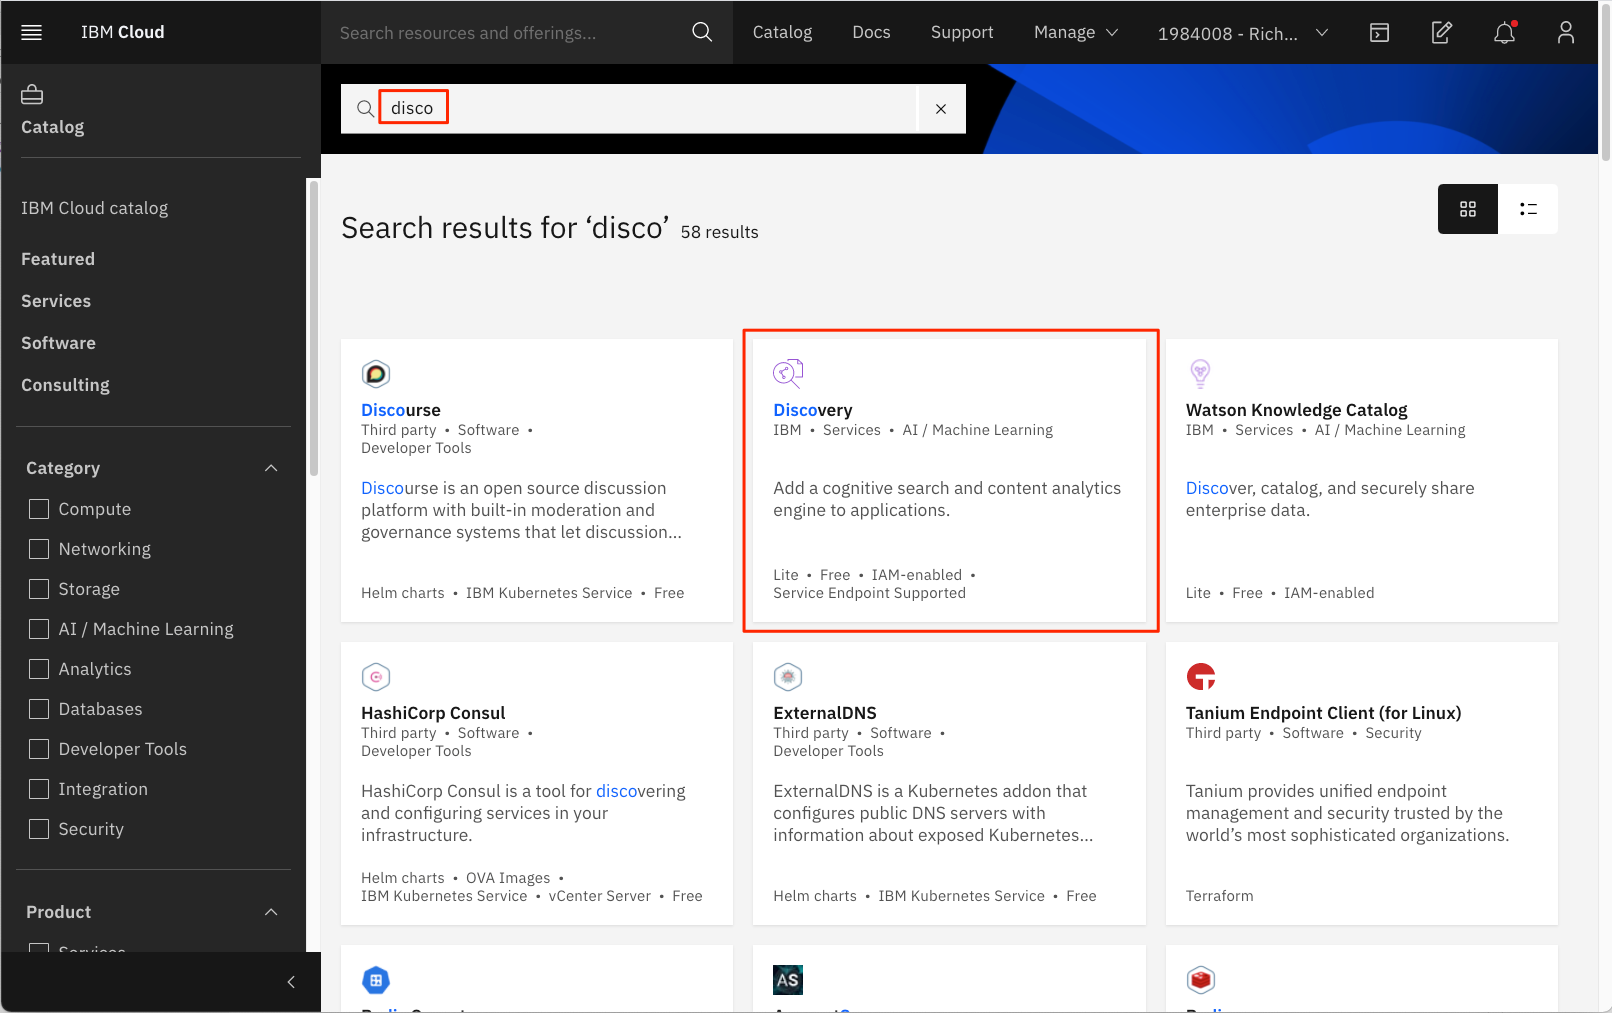 IBM Cloud
Search resources and offerings...
Catalog
Docs
Support
Manage
1984008 - Rich...
Catalog
disco
IBM Cloud catalog
Featured
Services
Software
Consulting
Category
Compute
Networking
Storage
AI / Machine Learning
Analytics
Databases
Developer Tools
Integration
Security
Product
Services
Search results for ‘disco’ 58 results
Discourse
Third party • Software •
Developer Tools
Discourse is an open source discussion
platform with built-in moderation and
governance systems that let discussion...
Helm charts • IBM Kubernetes Service • Free
Discovery
IBM • Services • AI / Machine Learning
Add a cognitive search and content analytics
engine to applications.
Lite • Free • IAM-enabled •
Service Endpoint Supported
Watson Knowledge Catalog
IBM • Services • AI / Machine Learning
Discover, catalog, and securely share
enterprise data.
Lite • Free • IAM-enabled
HashiCorp Consul
Third party • Software •
Developer Tools
HashiCorp Consul is a tool for discovering
and configuring services in your
infrastructure.
Helm charts • OVA Images •
IBM Kubernetes Service • vCenter Server • Free
ExternalDNS
Third party • Software •
Developer Tools
ExternalDNS is a Kubernetes addon that
configures public DNS servers with
information about exposed Kubernetes...
Helm charts • IBM Kubernetes Service • Free
Tanium Endpoint Client (for Linux)
Third party • Software • Security
Tanium provides unified endpoint
management and security trusted by the
world’s most sophisticated organizations.
Terraform
AS